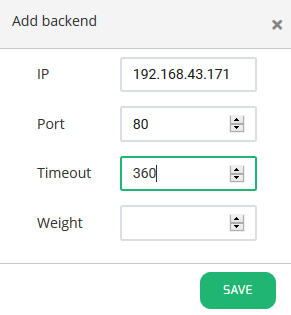 Add backend ×
IP 192.168.43.171
Port 80
Timeout 360
Weight
SAVE